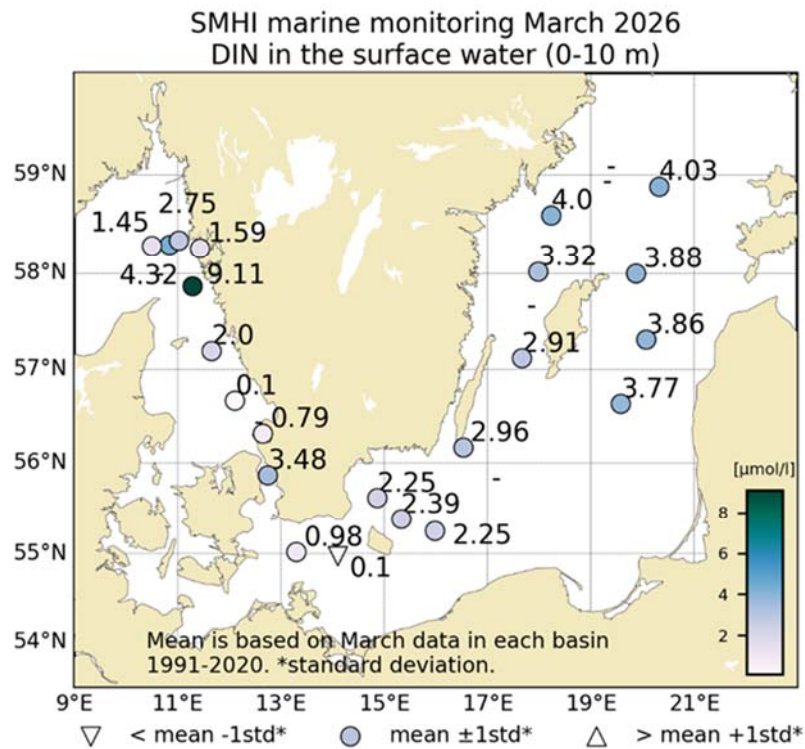 SMHI marine monitoring March 2026
DIN in the surface water (0-10 m)
59°N
58°N
57°N
56°N
55°N
54°N
-
-
4.03
4.0
2.75
1.45
1.59
3.32
3.88
4.32
9.11
-
3.86
2.0
2.91
3.77
0.1
0.79
-
2.96
3.48
-
[µmol/l]
2.25
2.39
2.25
0.98
0.1
8
6
4
2
Mean is based on March data in each basin
1991-2020. *standard deviation.
9°E 11°E 13°E 15°E 17°E 19°E 21°E
< mean -1std* mean ±1std* > mean +1std*